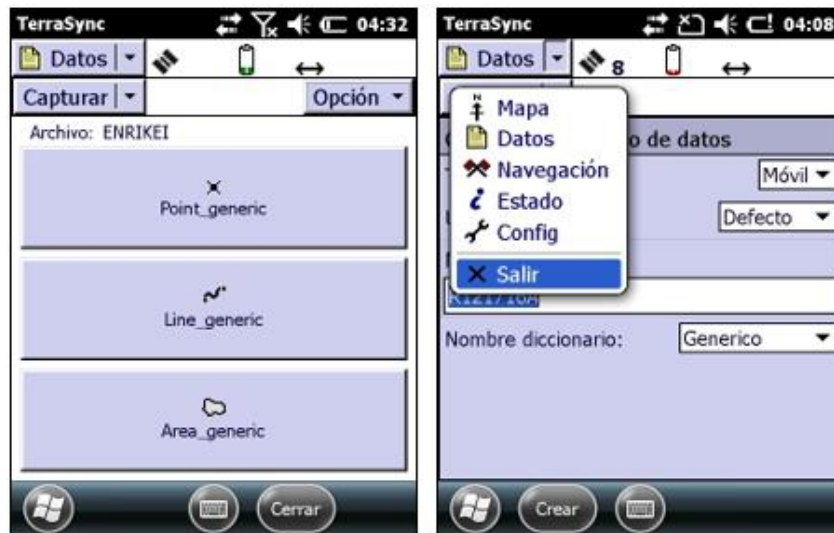 TerraSync 04:32
Datos
Capturar Opción
Archivo: ENRIKEI
Point_generic
Line_generic
Area_generic
Cerrar
TerraSync 04:08
Datos 8
Mapa
Datos
Navegación
Estado
Config
Salir
o de datos
Móvil
Defecto
Nombre diccionario: Generico
Crear